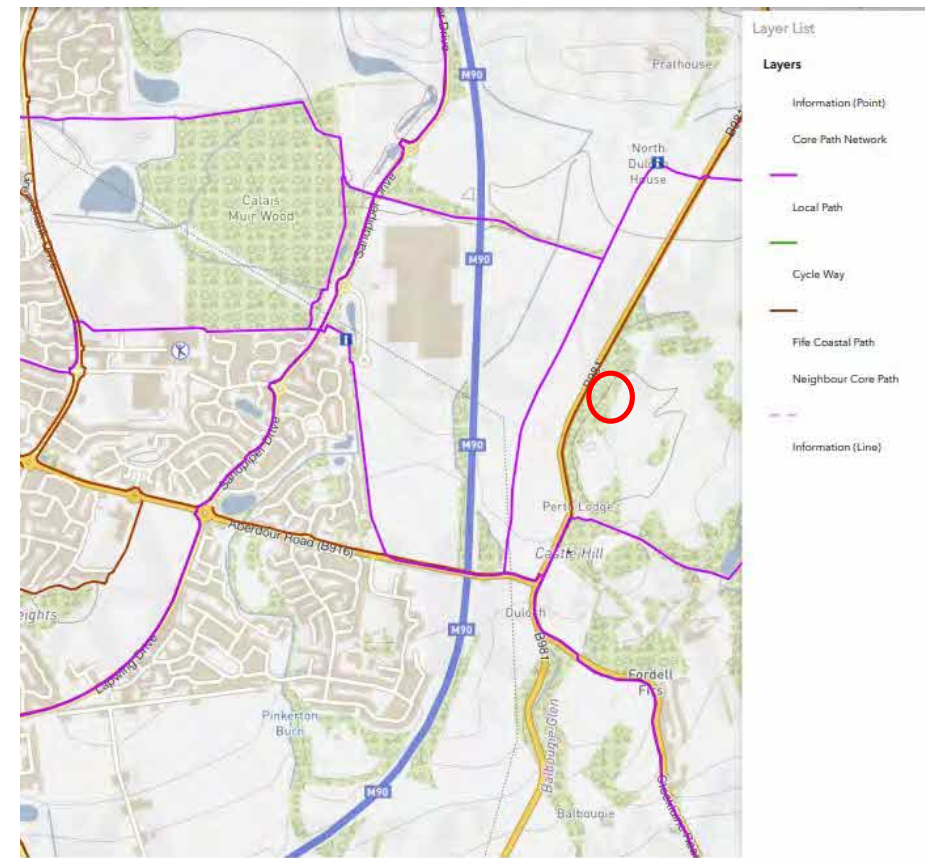 Layer List
Layers
Information (Point)
Core Path Network
Local Path
Cycle Way
Fife Coastal Path
Neighbour Core Path
Information (Line)
M90
Prathouse
B981
North
Duloch
House
Calais
Muir Wood
Sandpiper Drive
M90
B981
M90
Sandpiper Drive
Perth Lodge
Aberdour Road (B916)
Castle Hill
Duloch
M90
B981
Lapwing Drive
Fordell
Firs
Pinkerton
Burn
Balbougie Glen
M90
Balbougie